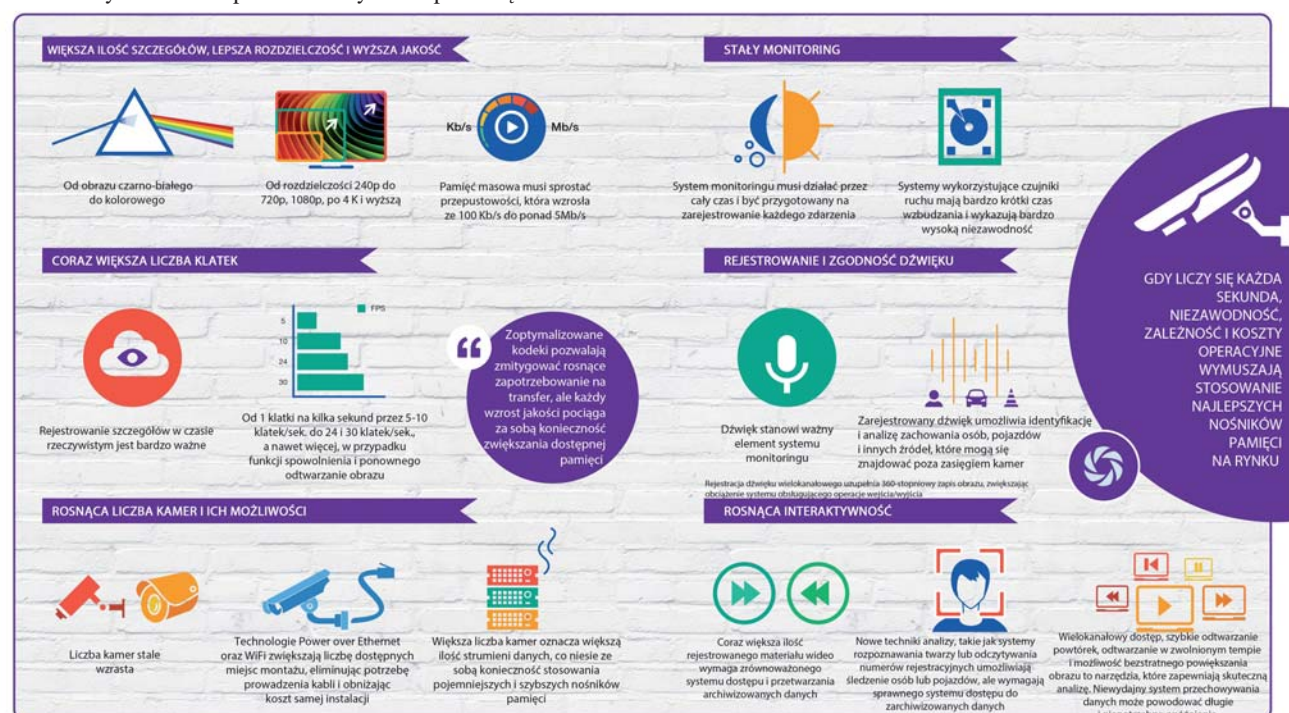 WIĘKSZA ILOŚĆ SZCZEGÓŁÓW, LEPSZA ROZDZIELCZOŚĆ I WYŻSZA JAKOŚĆ
Od obrazu czarno-białego
do kolorowego
Od rozdzielczości 240p do
720p, 1080p, po 4 K i wyższą
Kb/s
Mb/s
Pamięć masowa musi sprostać
przepustowości, która wzrosła
ze 100 Kb/s do ponad 5Mb/s
STAŁY MONITORING
System monitoringu musi działać przez
cały czas i być przygotowany na
zarejestrowanie każdego zdarzenia
Systemy wykorzystujące czujniki
ruchu mają bardzo krótki czas
wzbudzania i wykazują bardzo
wysoką niezawodność
CORAZ WIĘKSZA LICZBA KLATEK
Rejestrowanie szczegółów w czasie
rzeczywistym jest bardzo ważne
FPS
5
10
24
30
Od 1 klatki na kilka sekund przez 5-10
klatek/sek. do 24 i 30 klatek/sek.,
a nawet więcej, w przypadku
funkcji spowolnienia i ponownego
odtwarzanie obrazu
Zoptymalizowane
kodeki pozwalają
zmitygować rosnące
zapotrzebowanie na
transfer, ale każdy
wzrost jakości pociąga
za sobą konieczność
zwiększania dostępnej
pamięci
REJESTROWANIE I ZGODNOŚĆ DŹWIĘKU
Dźwięk stanowi ważny
element systemu
monitoringu
Zarejestrowany dźwięk umożliwia identyfikację
i analizę zachowania osób, pojazdów
i innych źródeł, które mogą się
znajdować poza zasięgiem kamer
Rejestracja dźwięku wielokanałowego uzupełnia 360-stopniowy zapis obrazu, zwiększając
obciążenie systemu obsługującego operacje wejścia/wyjścia
GDY LICZY SIĘ KAŻDA
SEKUNDA,
NIEZAWODNOŚĆ,
ZALEŻNOŚĆ I KOSZTY
OPERACYJNE
WYMUSZAJĄ
STOSOWANIE
NAJLEPSZYCH
NOŚNIKÓW
PAMIĘCI
NA RYNKU
ROSNĄCA LICZBA KAMER I ICH MOŻLIWOŚCI
Liczba kamer stale
wzrasta
Technologie Power over Ethernet
oraz WiFi zwiększają liczbę dostępnych
miejsc montażu, eliminując potrzebę
prowadzenia kabli i obniżając
koszt samej instalacji
Większa liczba kamer oznacza większą
ilość strumieni danych, co niesie ze
sobą konieczność stosowania
pojemniejszych i szybszych nośników
pamięci
ROSNĄCA INTERAKTYWNOŚĆ
Coraz większa ilość
rejestrowanego materiału wideo
wymaga zrównoważonego
systemu dostępu i przetwarzania
archiwizowanych danych
Nowe techniki analizy, takie jak systemy
rozpoznawania twarzy lub odczytywania
numerów rejestracyjnych umożliwiają
śledzenie osób lub pojazdów, ale wymagają
sprawnego systemu dostępu do
zarchiwizowanych danych
Wielokanałowy dostęp, szybkie odtwarzanie
powtórek, odtwarzanie w zwolnionym tempie
i możliwość bezstratnego powiększania
obrazu to narzędzia, które zapewniają skuteczną
analizę. Niewydajny system przechowywania
danych może powodować długie